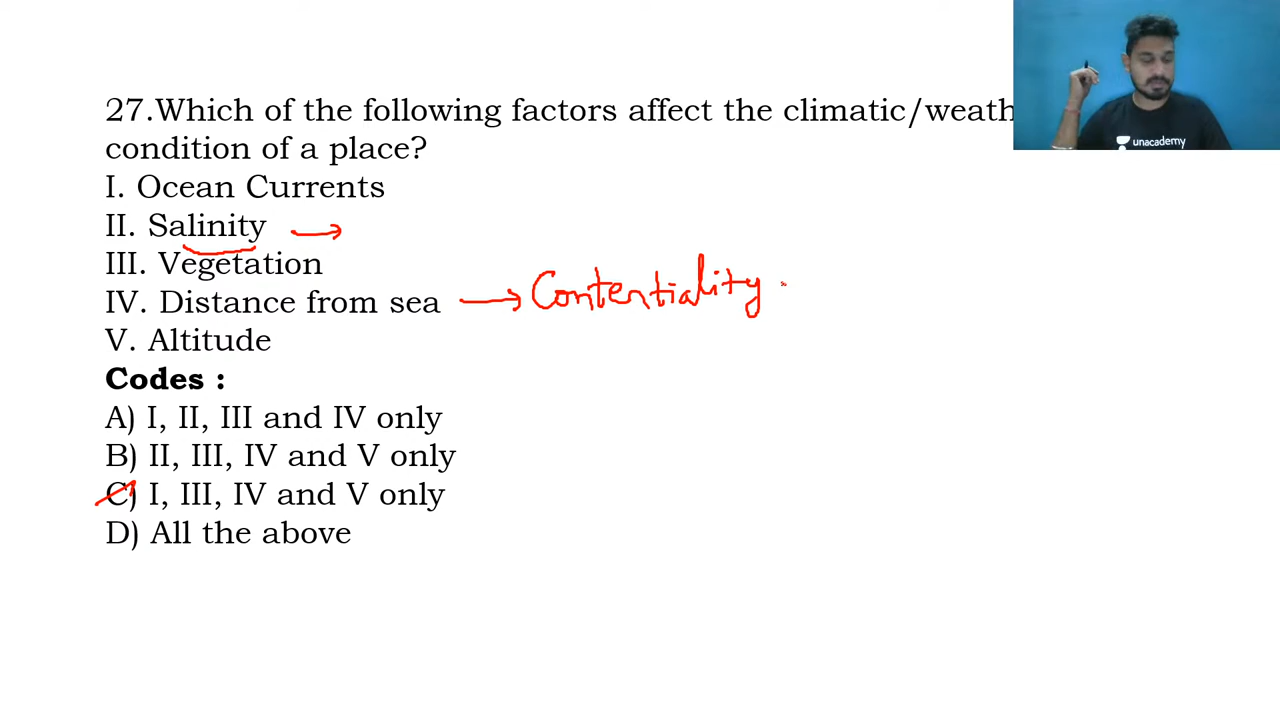 27.Which of the following factors affect the climatic/weath
condition of a place?
I. Ocean Currents
II. Salinity
III. Vegetation
IV. Distance from sea
Contentiality
V. Altitude
Codes :
A) I, II, III and IV only
B) II, III, IV and V only
C) I, III, IV and V only
D) All the above
unacademy